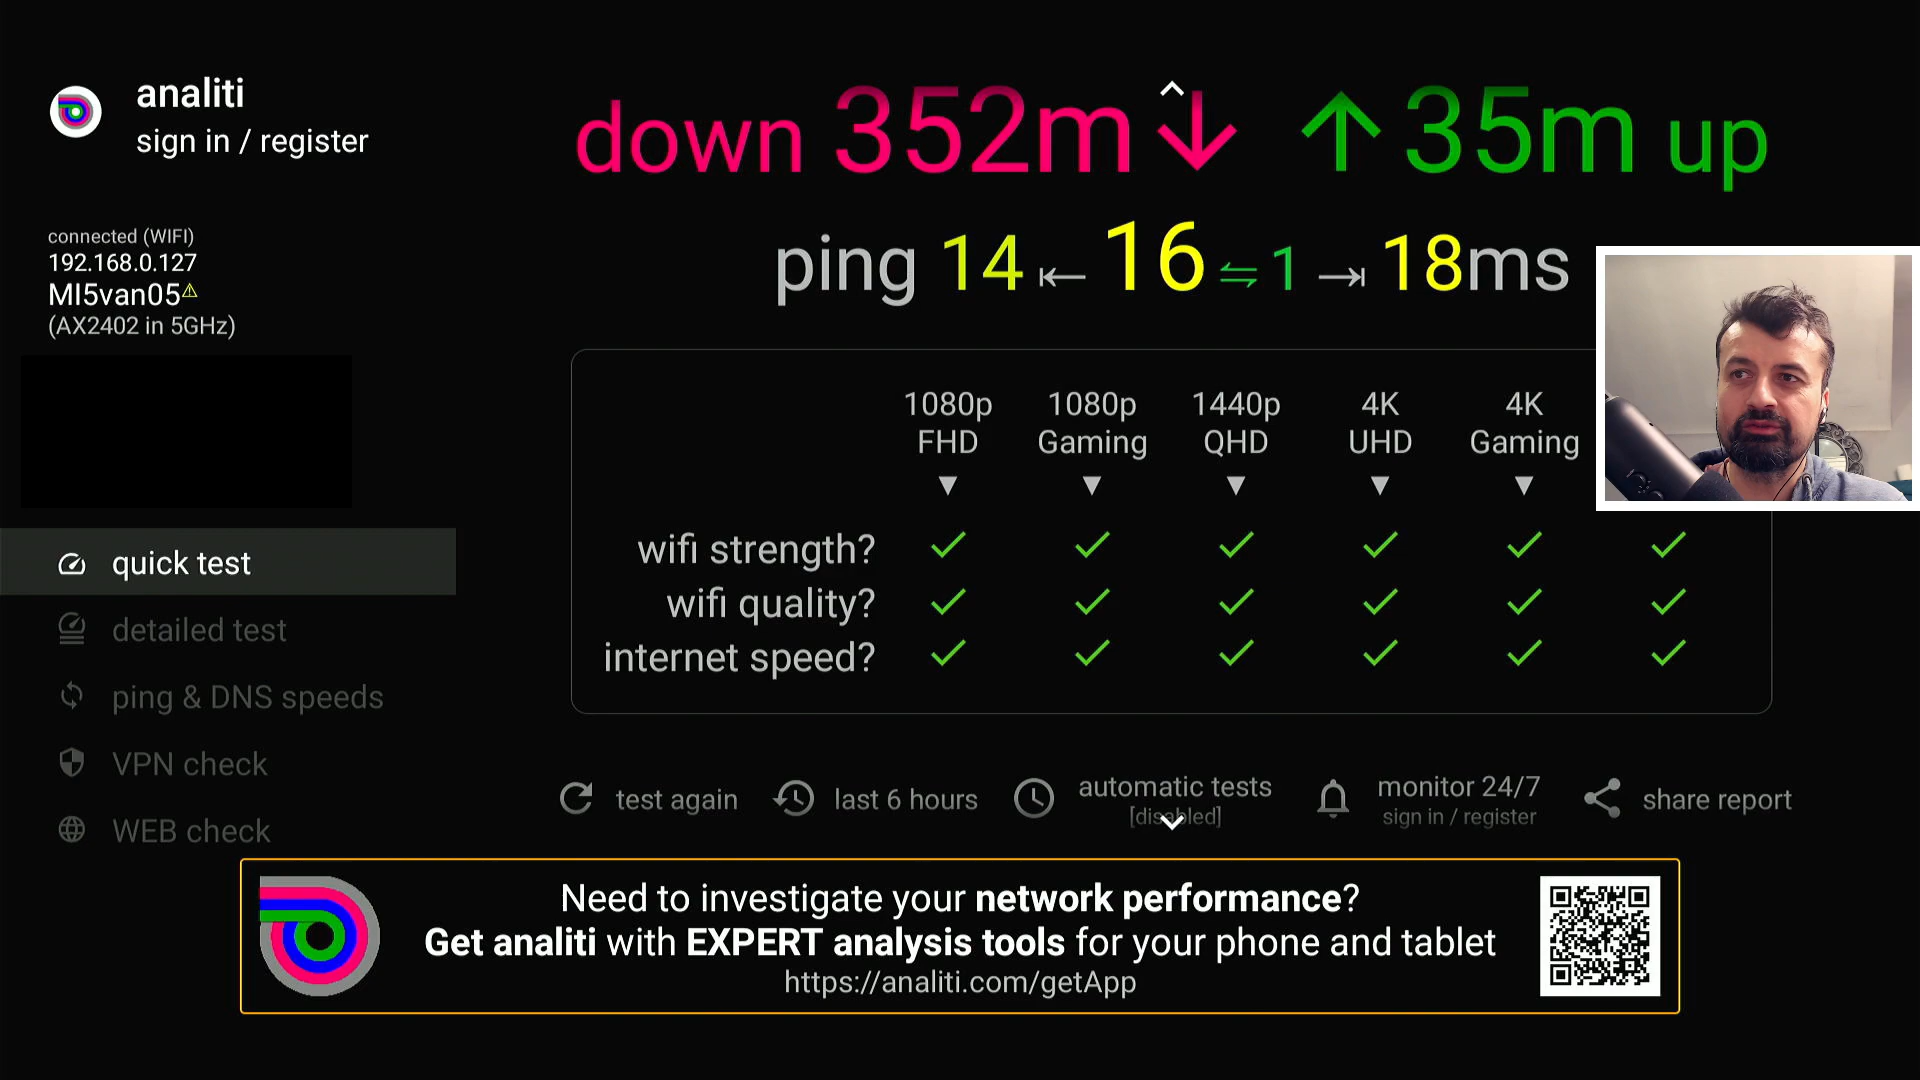 analiti
sign in / register
down 352m ↓ ↑ 35m up
ping 14 16 1 18ms
connected (WIFI)
192.168.0.127
MI5van05
(AX2402 in 5GHz)
1080p 1080p 1440p 4K 4K
FHD Gaming QHD UHD Gaming
wifi strength?
wifi quality?
internet speed?
quick test
detailed test
ping & DNS speeds
VPN check
WEB check
test again
last 6 hours
automatic tests
[disabled]
monitor 24/7
sign in / register
share report
Need to investigate your network performance?
Get analiti with EXPERT analysis tools for your phone and tablet
https://analiti.com/getApp